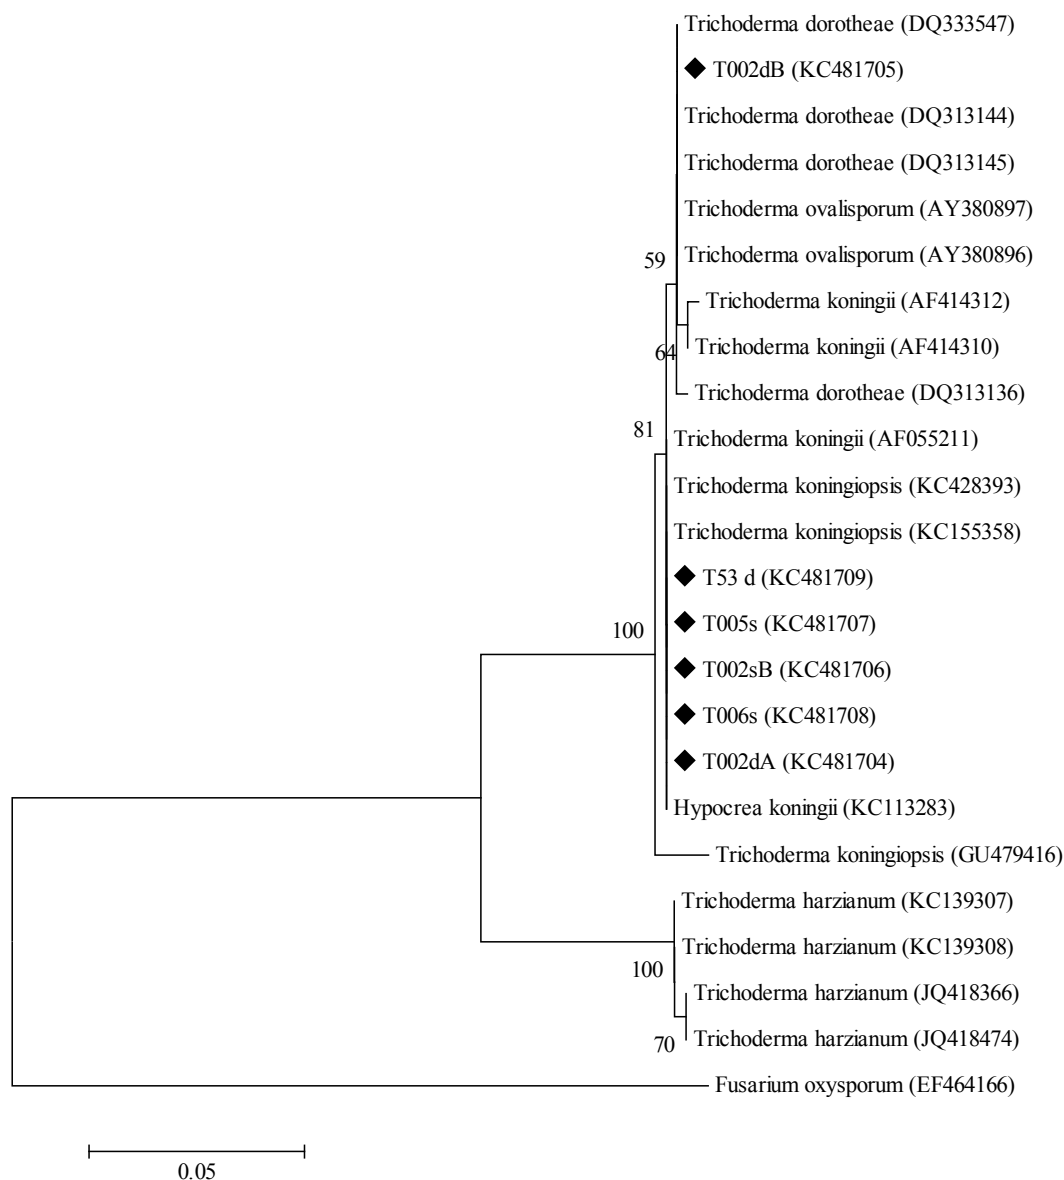 Trichoderma dorotheae (DQ333547)
T002dB (KC481705)
Trichoderma dorotheae (DQ313144)
Trichoderma dorotheae (DQ313145)
Trichoderma ovalisporum (AY380897)
Trichoderma ovalisporum (AY380896)
59
Trichoderma koningii (AF414312)
Trichoderma koningii (AF414310)
64
Trichoderma dorotheae (DQ313136)
81
Trichoderma koningii (AF055211)
Trichoderma koningiopsis (KC428393)
Trichoderma koningiopsis (KC155358)
T53 d (KC481709)
T005s (KC481707)
100
T002sB (KC481706)
T006s (KC481708)
T002dA (KC481704)
Hypocrea koningii (KC113283)
Trichoderma koningiopsis (GU479416)
Trichoderma harzianum (KC139307)
Trichoderma harzianum (KC139308)
100
Trichoderma harzianum (JQ418366)
Trichoderma harzianum (JQ418474)
70
Fusarium oxysporum (EF464166)
0.05